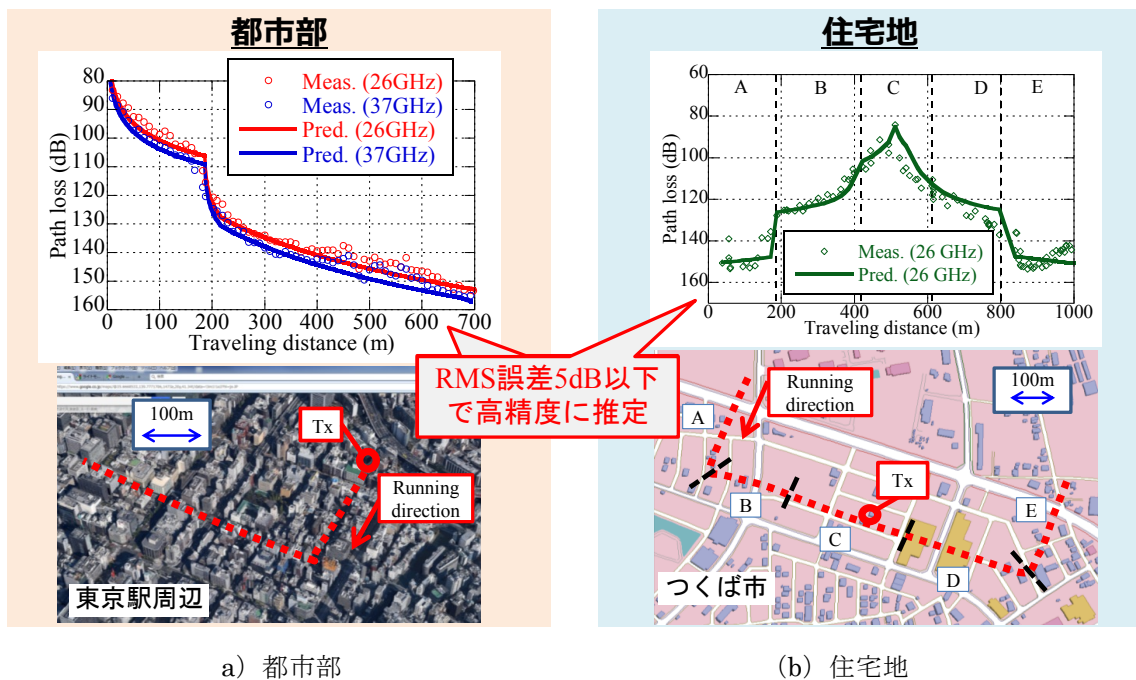 都市部
80
90
100
110
120
130
140
150
160
Path loss (dB)
Meas. (26GHz)
Meas. (37GHz)
Pred. (26GHz)
Pred. (37GHz)
0 100 200 300 400 500 600 700
Traveling distance (m)
100m
Tx
Running
direction
東京駅周辺
住宅地
60
80
100
120
140
160
Path loss (dB)
A B C D E
Meas. (26 GHz)
Pred. (26 GHz)
0 200 400 600 800 1000
Traveling distance (m)
RMS誤差5dB以下
で高精度に推定
Running
direction
100m
A
Tx
B
C
E
D
つくば市
a）都市部
(b）住宅地